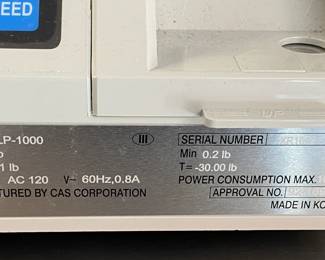 EED
UP
LP-1000
III
SERIAL NUMBER
Min 0.2 lb
1 lb
T= -30.00 lb
AC 120 V~ 60Hz,0.8A
POWER CONSUMPTION MAX.
TURED BY CAS CORPORATION
APPROVAL NO.
MADE IN KO